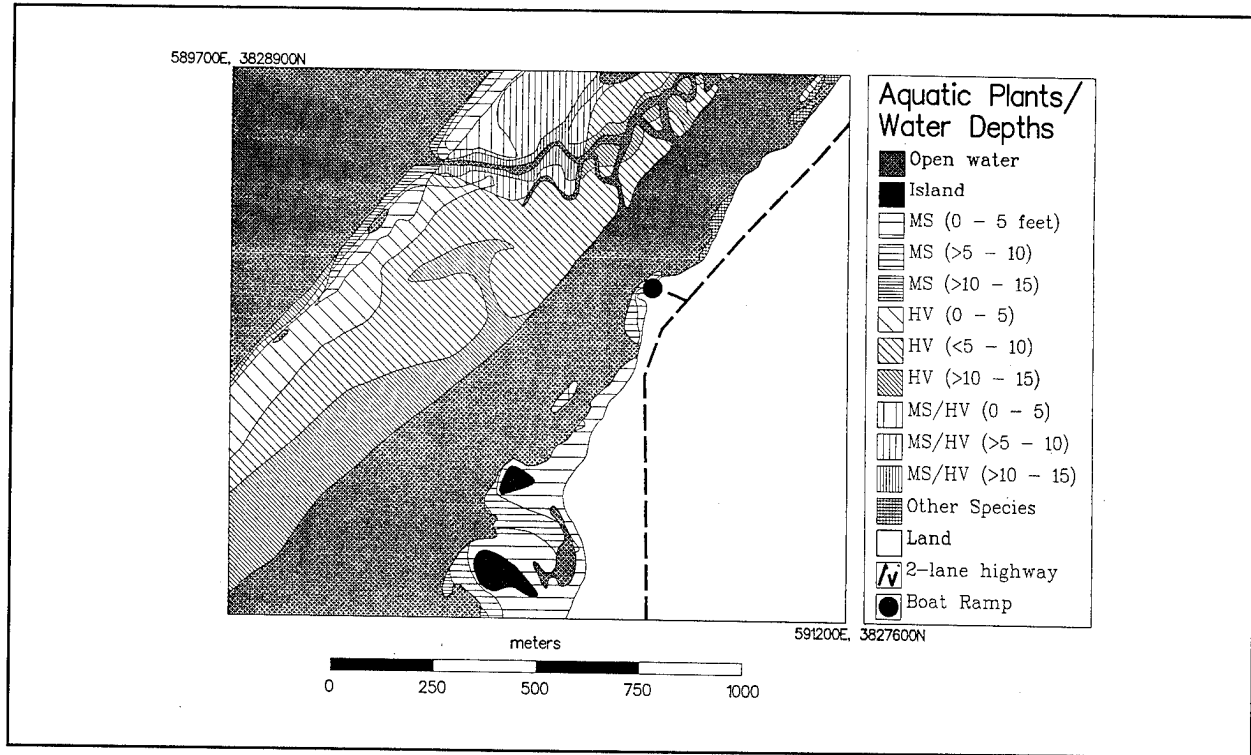 589700E, 3828900N
Aquatic Plants/
Water Depths
Open water
Island
MS (0 – 5 feet)
MS (>5 – 10)
MS (>10 – 15)
HV (0 – 5)
HV (<5 – 10)
HV (>10 – 15)
MS/HV (0 – 5)
MS/HV (>5 – 10)
MS/HV (>10 – 15)
Other Species
Land
2-lane highway
Boat Ramp
591200E, 3827600N
meters
0 250 500 750 1000